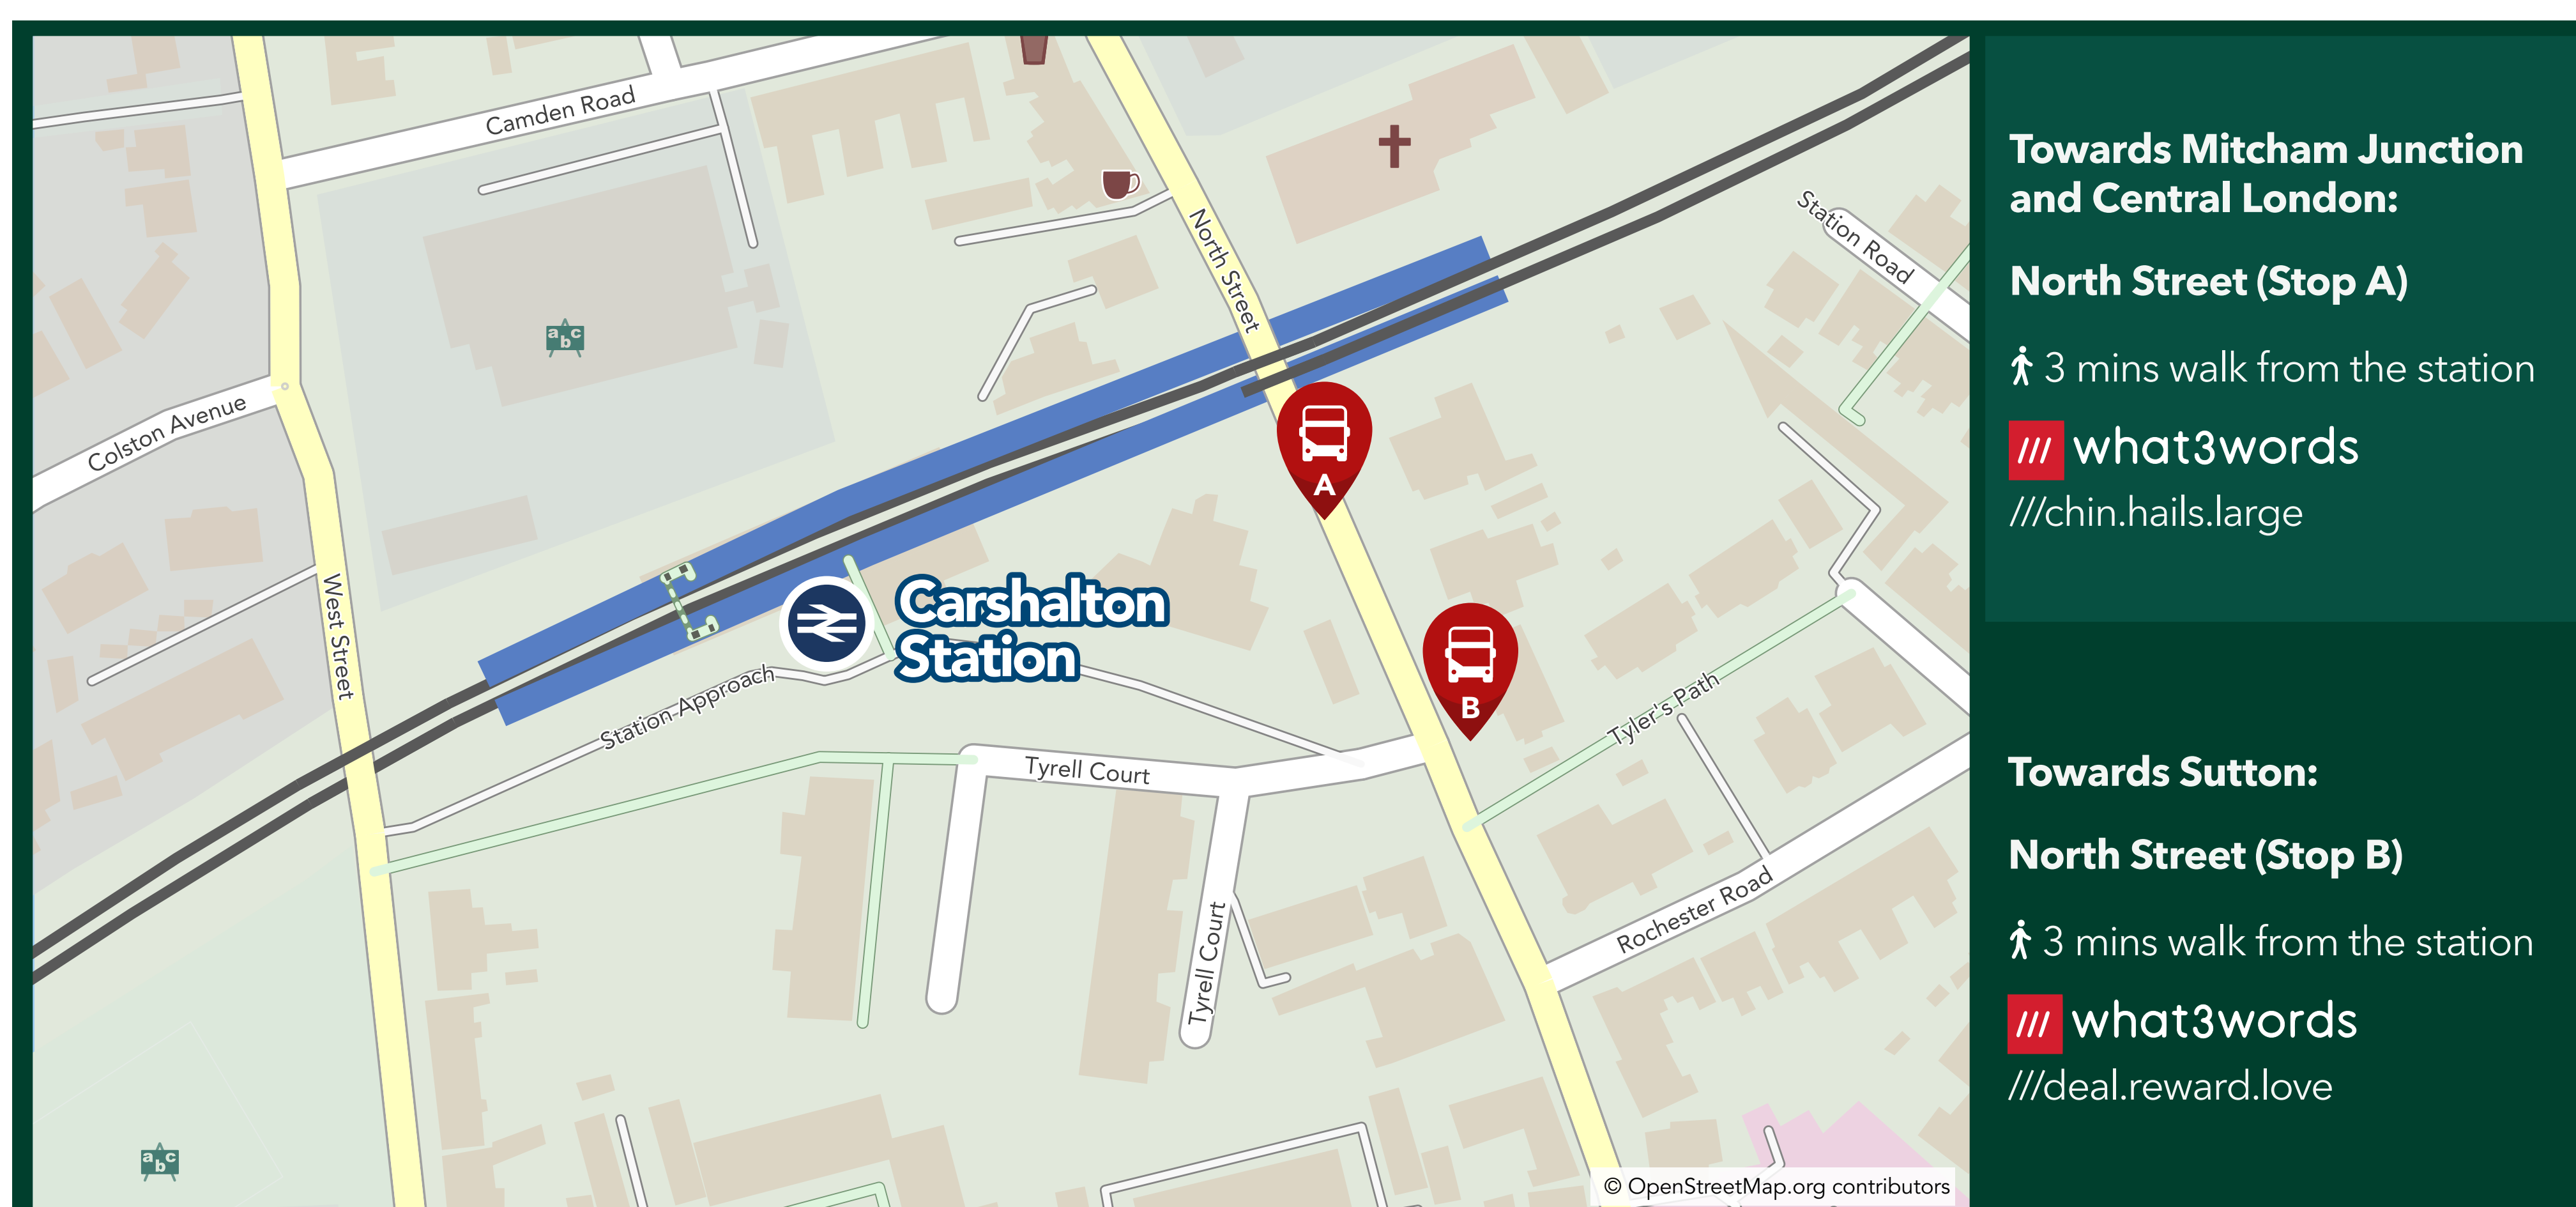 Camden Road
North Street
Station Road
abc
Colston Avenue
A
West Street
Carshalton
Station
B
Station Approach
Tyler's Path
Tyrell Court
Rochester Road
Tyrell Court
abc
© OpenStreetMap.org contributors
Towards Mitcham Junction
and Central London:
North Street (Stop A)
3 mins walk from the station
/// what3words
///chin.hails.large
Towards Sutton:
North Street (Stop B)
3 mins walk from the station
/// what3words
///deal.reward.love